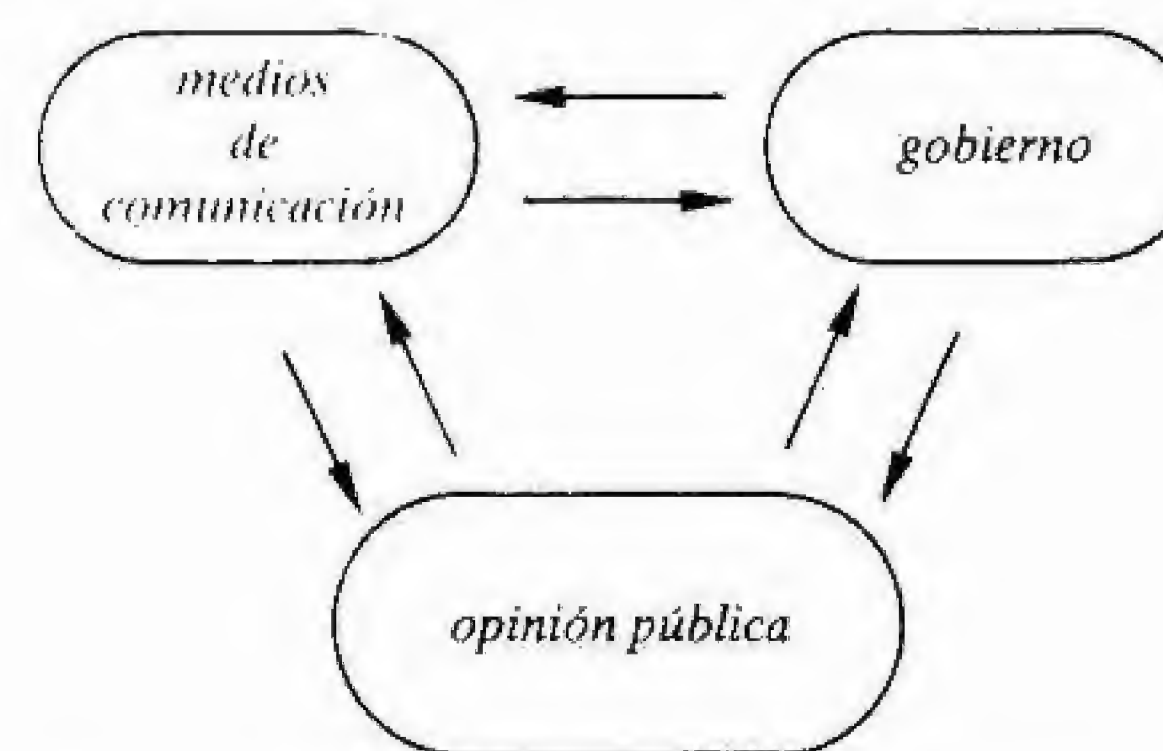 medios
de
comunicación
gobierno
opinión pública